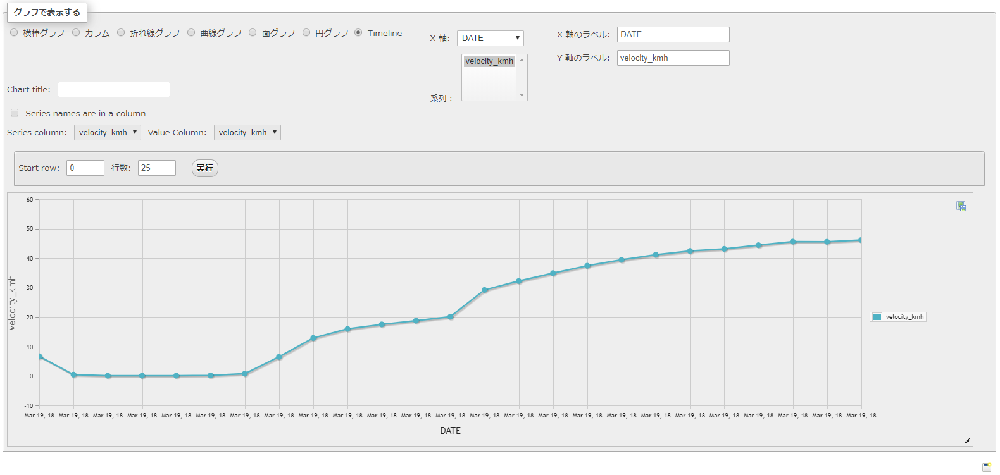 グラフで表示する
横棒グラフ カラム 折れ線グラフ 曲線グラフ 面グラフ 円グラフ Timeline
X 軸: DATE
X 軸のラベル: DATE
velocity_kmh
Y 軸のラベル: velocity_kmh
Chart title:
系列 :
Series names are in a column
Series column: velocity_kmh Value Column: velocity_kmh
Start row: 0 行数: 25 実行
60
50
40
30
20
10
0
-10
velocity_kmh
velocity_kmh
Mar 19, 18 Mar 19, 18 Mar 19, 18 Mar 19, 18 Mar 19, 18 Mar 19, 18 Mar 19, 18 Mar 19, 18 Mar 19, 18 Mar 19, 18 Mar 19, 18 Mar 19, 18 Mar 19, 18 Mar 19, 18 Mar 19, 18 Mar 19, 18 Mar 19, 18 Mar 19, 18 Mar 19, 18 Mar 19, 18 Mar 19, 18 Mar 19, 18 Mar 19, 18 Mar 19, 18 Mar 19, 18
DATE